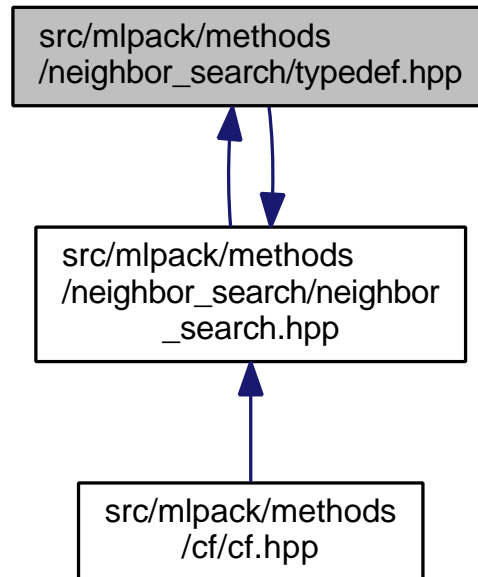 src/mlpack/methods
/neighbor_search/typedef.hpp
src/mlpack/methods
/neighbor_search/neighbor
_search.hpp
src/mlpack/methods
/cf/cf.hpp